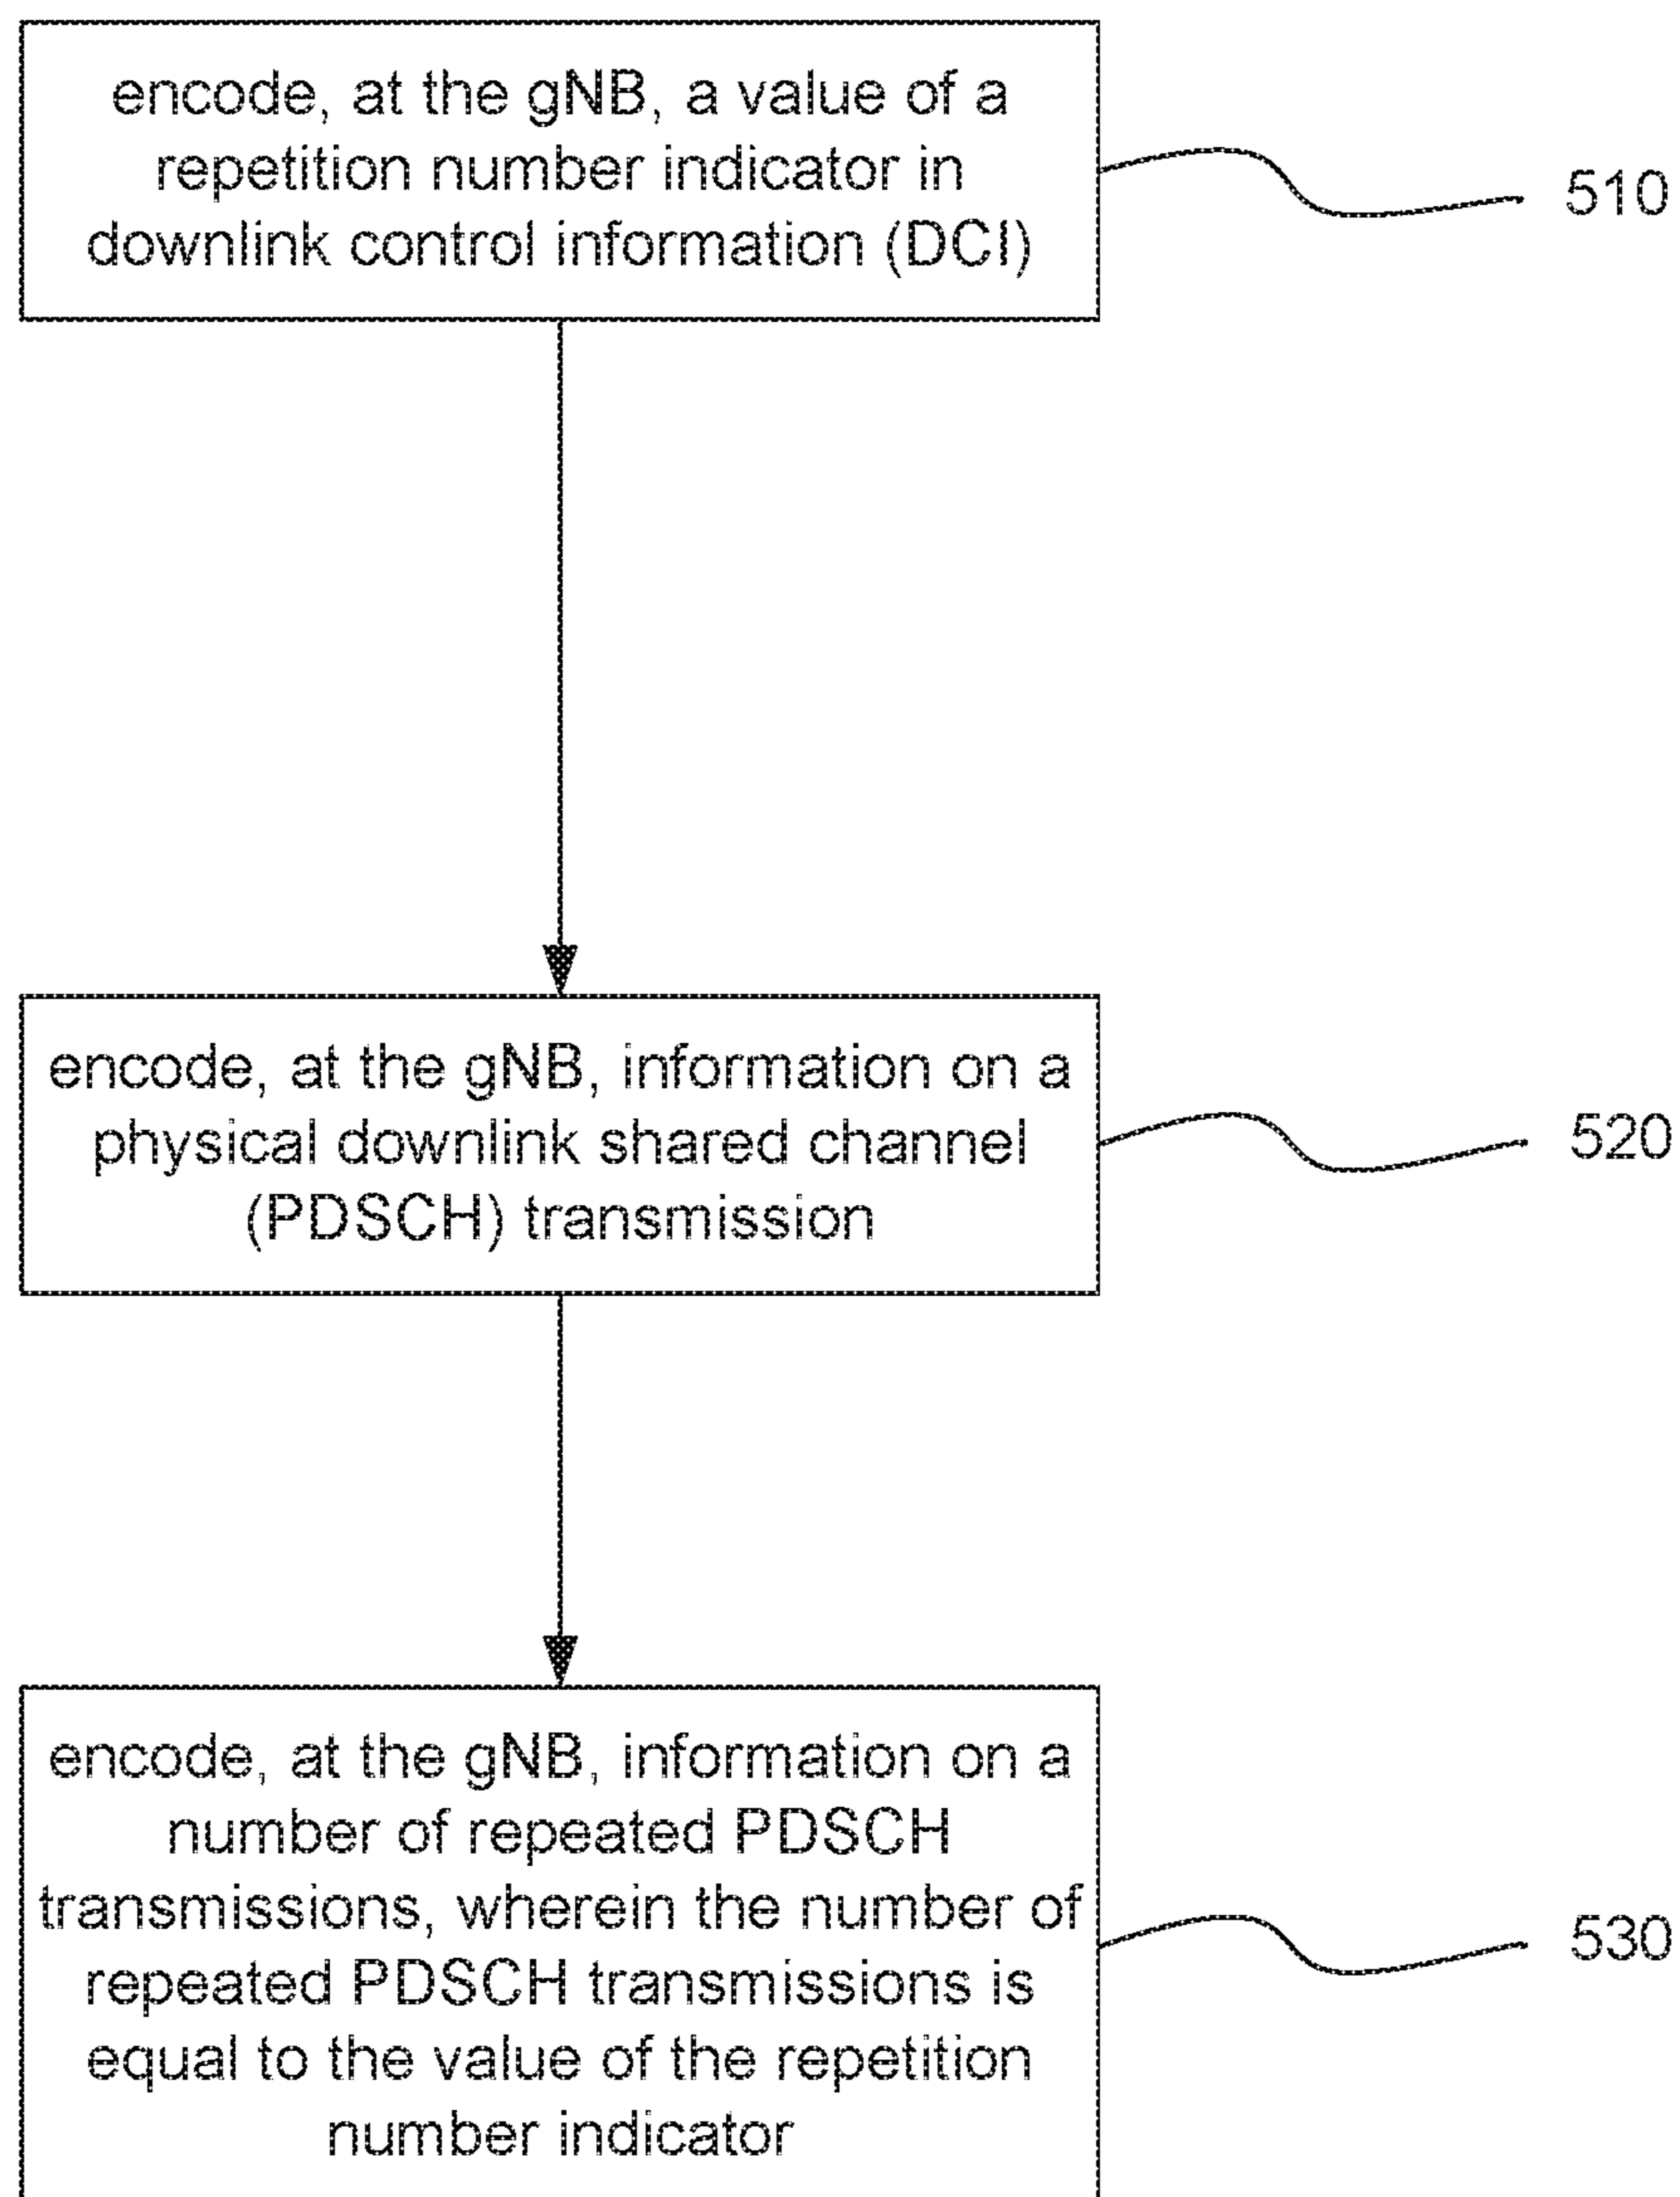 encode, at the gNB, a value of a
repetition number indicator in
downlink control information (DCI)
510
encode, at the gNB, information on a
physical downlink shared channel
(PDSCH) transmission
520
encode, at the gNB, information on a
number of repeated PDSCH
transmissions, wherein the number of
repeated PDSCH transmissions is
equal to the value of the repetition
number indicator
530